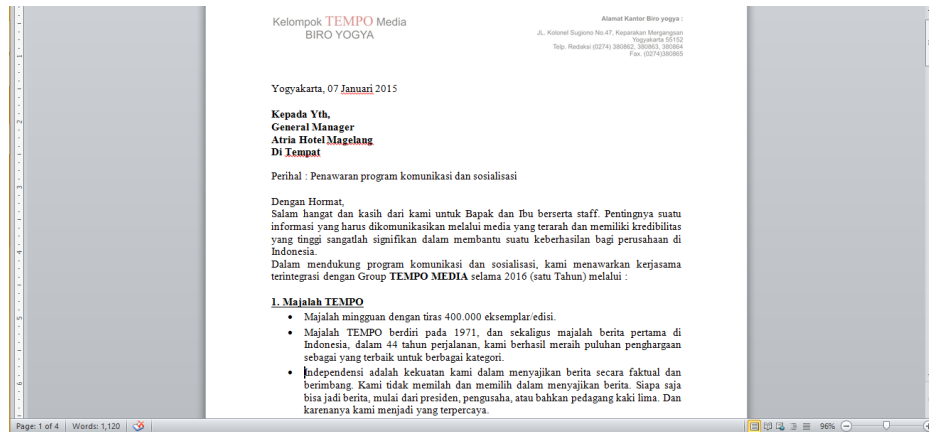 Kelompok TEMPO Media
BIRO YOGYA
Alamat Kantor Biro yogya :
JL, Kolonel Sugiono No.47, Keparakan Mergangsan
Yogyakarta 55152
Telp. Redaksi (0274) 380862, 380863, 380864
Fax. (0274)380865
Yogyakarta, 07 Januari 2015
Kepada Yth,
General Manager
Atria Hotel Magelang
Di Tempat
Perihal : Penawaran program komunikasi dan sosialisasi
Dengan Hormat,
Salam hangat dan kasih dari kami untuk Bapak dan Ibu berserta staff. Pentingnya suatu
informasi yang harus dikomunikasikan melalui media yang terarah dan memiliki kredibilitas
yang tinggi sangatlah signifikan dalam membantu suatu keberhasilan bagi perusahaan di
Indonesia.
Dalam mendukung program komunikasi dan sosialisasi, kami menawarkan kerjasama
terintegrasi dengan Group TEMPO MEDIA selama 2016 (satu Tahun) melalui :
1. Majalah TEMPO
• Majalah mingguan dengan tiras 400.000 eksemplar/edisi.
• Majalah TEMPO berdiri pada 1971, dan sekaligus majalah berita pertama di
Indonesia, dalam 44 tahun perjalanan, kami berhasil meraih puluhan penghargaan
sebagai yang terbaik untuk berbagai kategori.
• Independensi adalah kekuatan kami dalam menyajikan berita secara faktual dan
berimbang. Kami tidak memilah dan memilih dalam menyajikan berita. Siapa saja
bisa jadi berita, mulai dari presiden, pengusaha, atau bahkan pedagang kaki lima. Dan
karenanya kami menjadi yang terpercaya.
Page: 1 of 4 Words: 1,120 96%